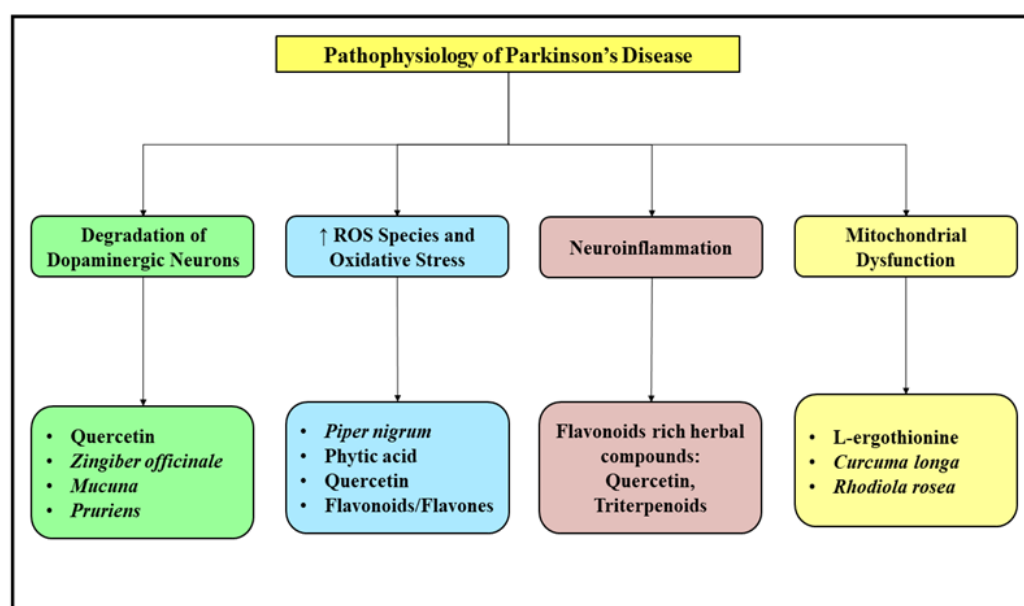 Pathophysiology of Parkinson's Disease
Degradation of
Dopaminergic Neurons
↑ ROS Species and
Oxidative Stress
Neuroinflammation
Mitochondrial
Dysfunction
• Quercetin
• Zingiber officinale
• Mucuna
• Pruriens
• Piper nigrum
• Phytic acid
• Quercetin
• Flavonoids/Flavones
Flavonoids rich herbal
compounds:
Quercetin,
Triterpenoids
• L-ergothionine
• Curcuma longa
• Rhodiola rosea